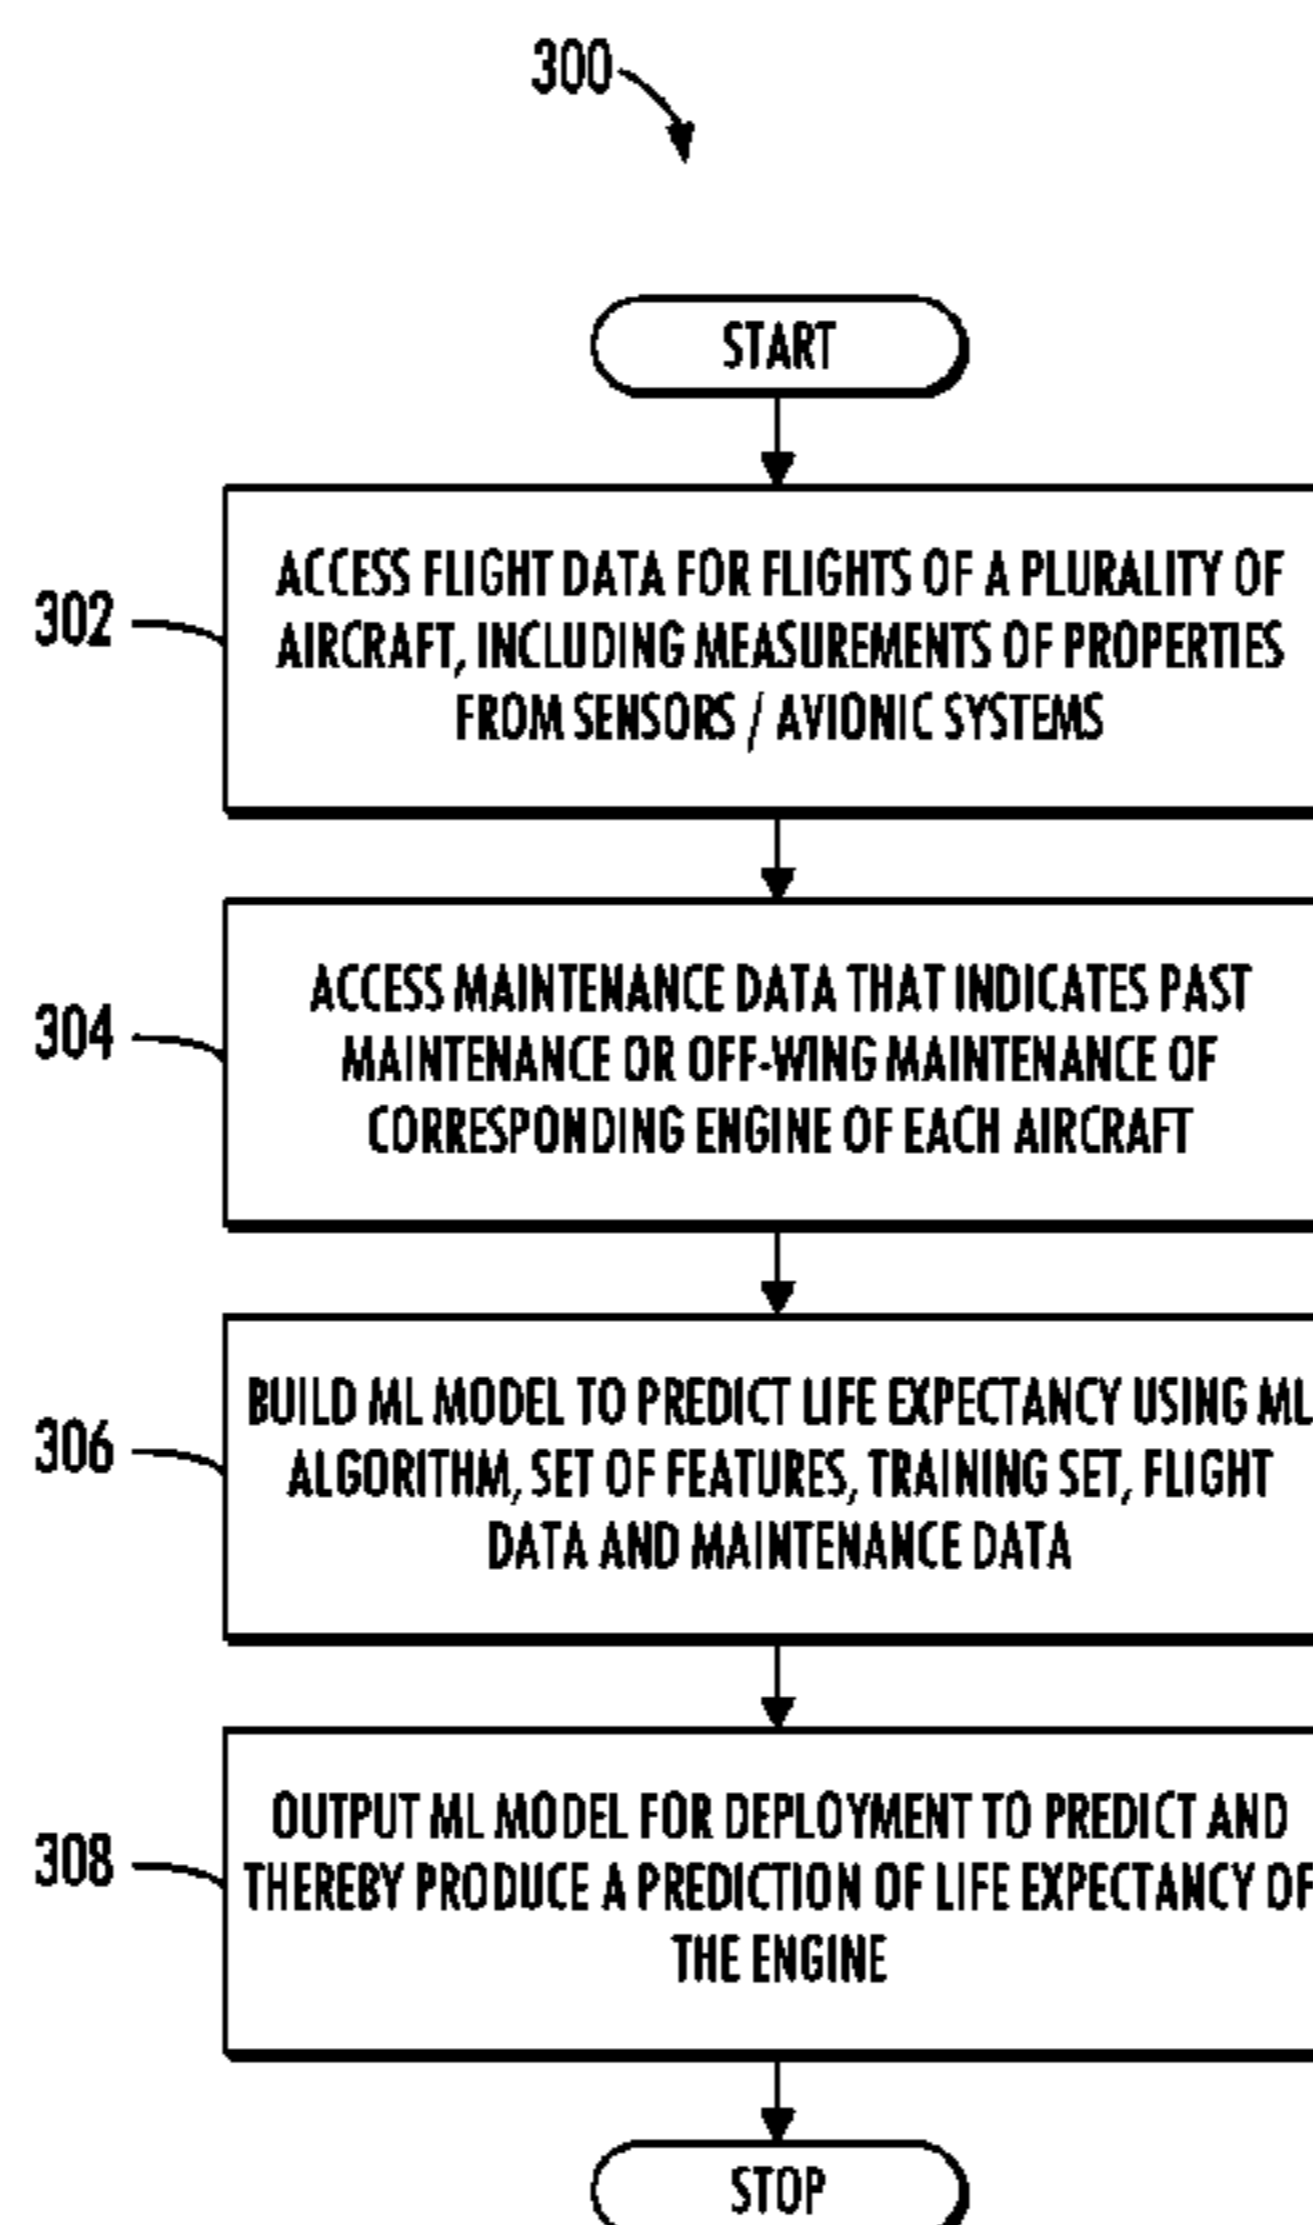 300
START
302
ACCESS FLIGHT DATA FOR FLIGHTS OF A PLURALITY OF
AIRCRAFT, INCLUDING MEASUREMENTS OF PROPERTIES
FROM SENSORS / AVIONIC SYSTEMS
304
ACCESS MAINTENANCE DATA THAT INDICATES PAST
MAINTENANCE OR OFF-WING MAINTENANCE OF
CORRESPONDING ENGINE OF EACH AIRCRAFT
306
BUILD ML MODEL TO PREDICT LIFE EXPECTANCY USING ML
ALGORITHM, SET OF FEATURES, TRAINING SET, FLIGHT
DATA AND MAINTENANCE DATA
308
OUTPUT ML MODEL FOR DEPLOYMENT TO PREDICT AND
THEREBY PRODUCE A PREDICTION OF LIFE EXPECTANCY OF
THE ENGINE
STOP